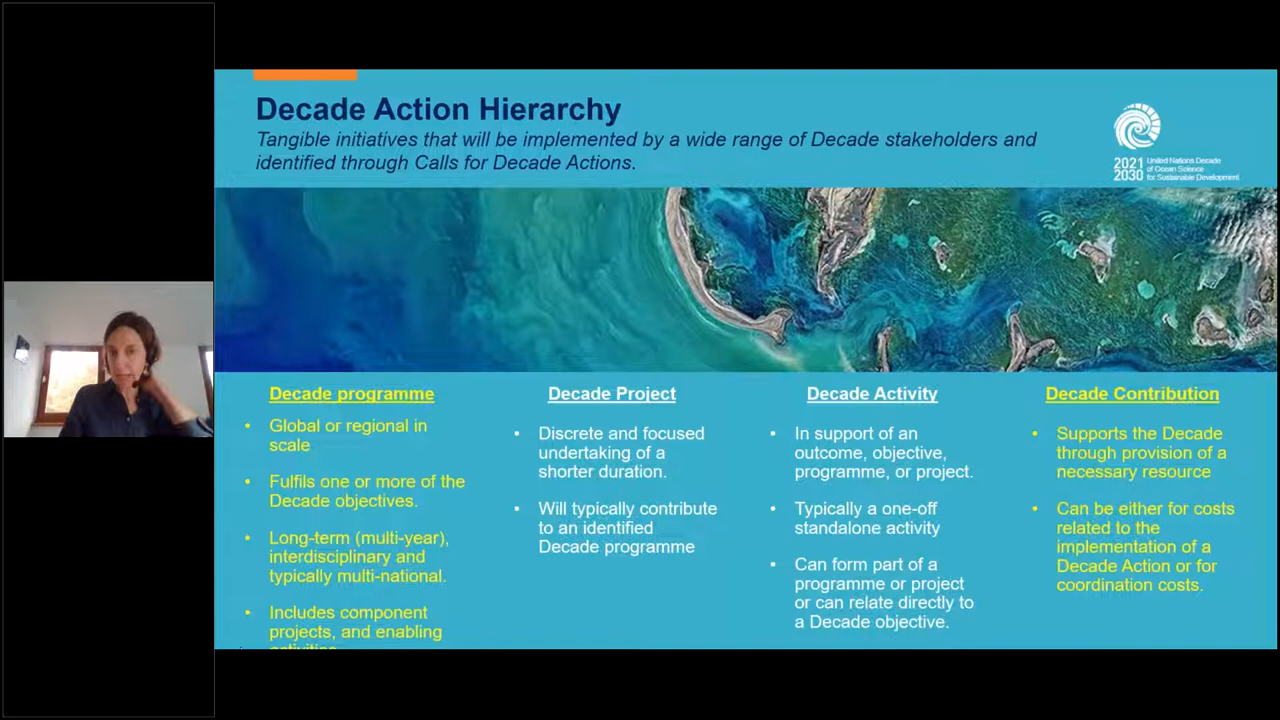 Decade Action Hierarchy
Tangible initiatives that will be implemented by a wide range of Decade stakeholders and
identified through Calls for Decade Actions.
2021
2030
United Nations Decade
of Ocean Science
for Sustainable Development
Decade programme
• Global or regional in
scale
• Fulfils one or more of the
Decade objectives.
• Long-term (multi-year),
interdisciplinary and
typically multi-national.
• Includes component
projects, and enabling
Decade Project
• Discrete and focused
undertaking of a
shorter duration.
• Will typically contribute
to an identified
Decade programme
Decade Activity
• In support of an
outcome, objective,
programme, or project.
• Typically a one-off
standalone activity
• Can form part of a
programme or project
or can relate directly to
a Decade objective.
Decade Contribution
• Supports the Decade
through provision of a
necessary resource
• Can be either for costs
related to the
implementation of a
Decade Action or for
coordination costs.